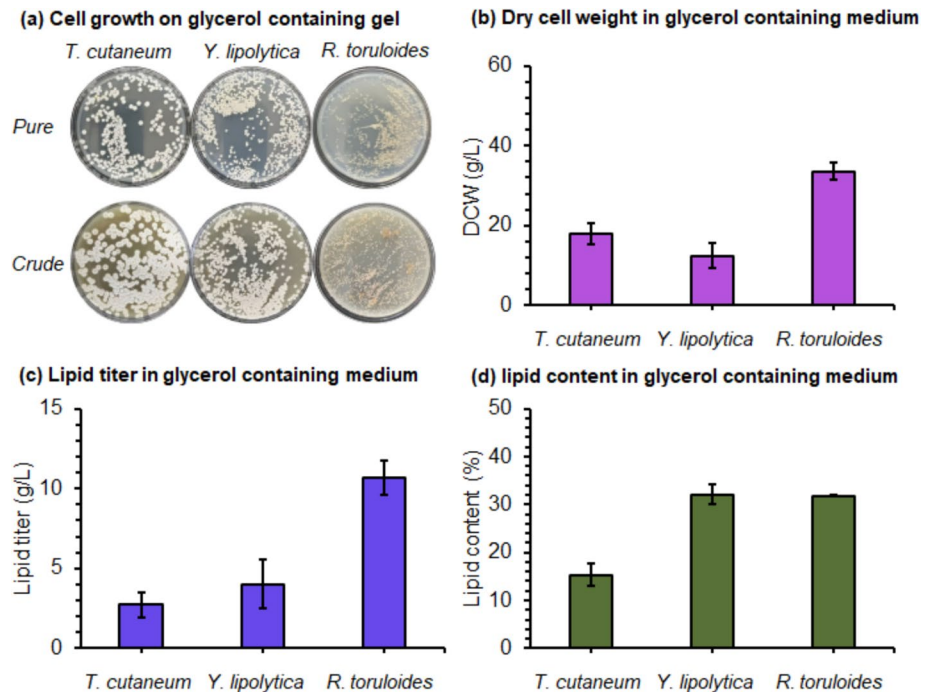 (a) Cell growth on glycerol containing gel
T. cutaneum Y. lipolytica R. toruloides
Pure
Crude
(b) Dry cell weight in glycerol containing medium
60
40
20
0
DCW (g/L)
T. cutaneum Y. lipolytica R. toruloides
(c) Lipid titer in glycerol containing medium
15
10
5
0
Lipid titer (g/L)
T. cutaneum Y. lipolytica R. toruloides
(d) lipid content in glycerol containing medium
50
40
30
20
10
0
Lipid content (%)
T. cutaneum Y. lipolytica R. toruloides